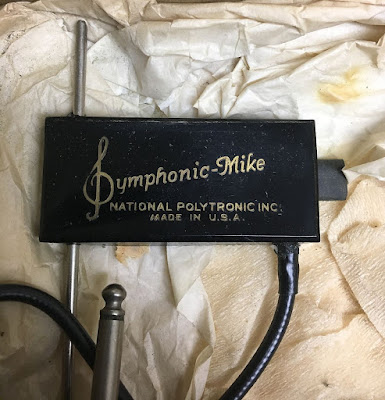 Symphonic-Mike
NATIONAL POLYTRONIC INC.
MADE IN U.S.A.